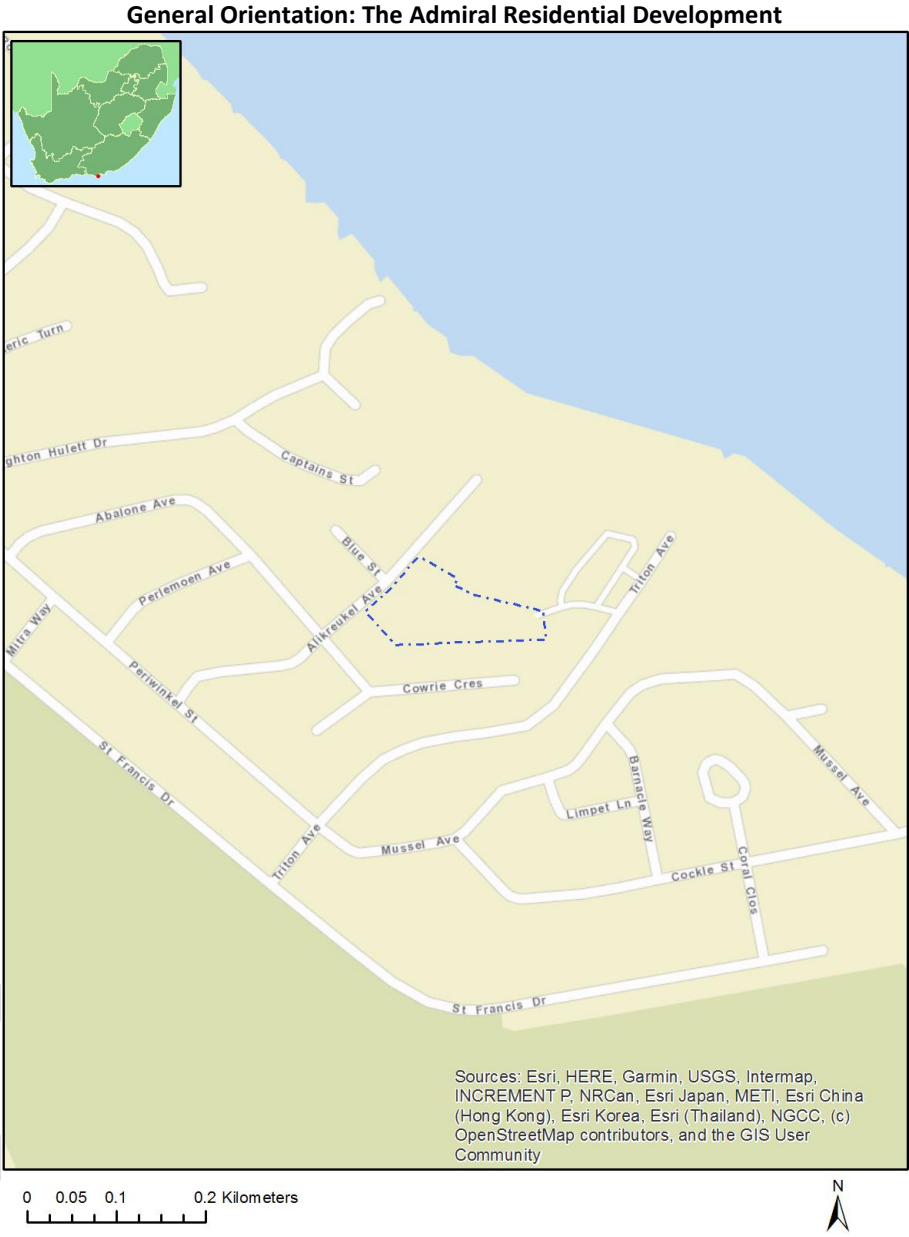 General Orientation: The Admiral Residential Development
eric Turn
ghton Hulett Dr
Captains St
Abalone Ave
Blue St
Perlemoen Ave
Triton Ave
Alikreukel Ave
Mitra Way
Cowrie Cres
Periwinkel St
St Francis Dr
Mussel Ave
Barnacle Way
Limpet Ln
Triton Ave
Mussel Ave
Cockle St
Coral Clos
St Francis Dr
Sources: Esri, HERE, Garmin, USGS, Intermap,
INCREMENT P, NRCan, Esri Japan, METI, Esri China
(Hong Kong), Esri Korea, Esri (Thailand), NGCC, (c)
OpenStreetMap contributors, and the GIS User
Community
0 0.05 0.1 0.2 Kilometers
N